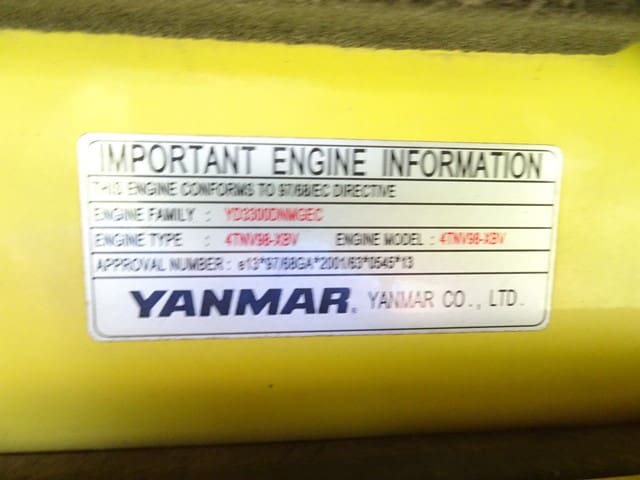 IMPORTANT ENGINE INFORMATION
THIS ENGINE CONFORMS TO 97/68/EC DIRECTIVE
ENGINE FAMILY : YD3300DNMGEC
ENGINE TYPE : 4TNV98-XBV ENGINE MODEL : 4TNV98-XBV
APPROVAL NUMBER : e13*97/68GA*2001/63*0545*13
YANMAR. YANMAR CO., LTD.